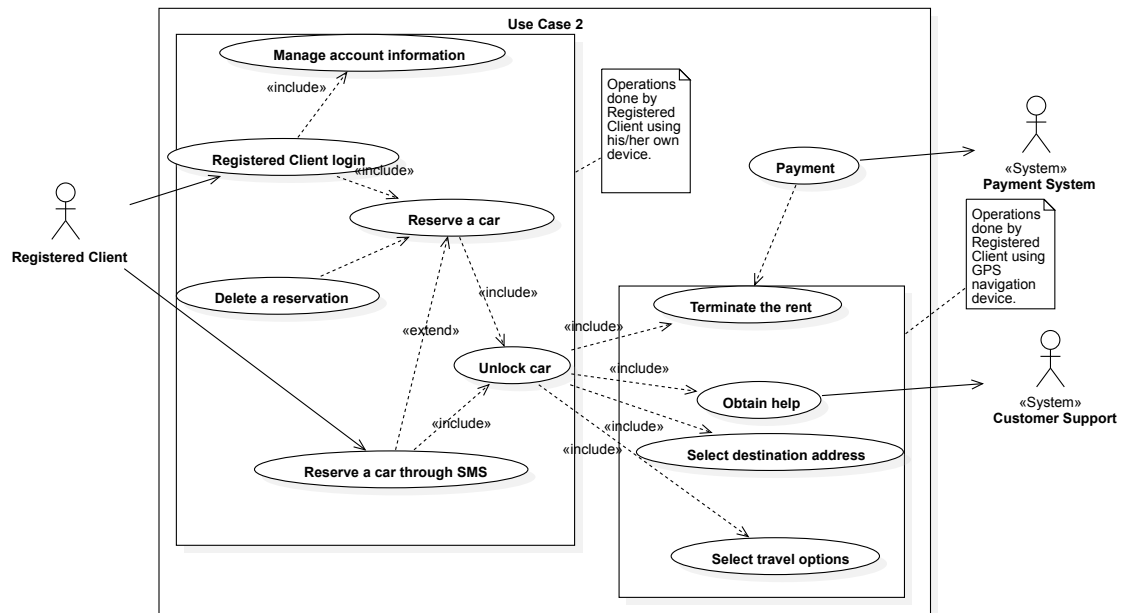 Use Case 2
Manage account information
«include»
Operations
done by
Registered
Client using
his/her own
device.
Registered Client login
«include»
Payment
«System»
Payment System
Registered Client
Reserve a car
Operations
done by
Registered
Client using
GPS
navigation
device.
Delete a reservation
«include»
Terminate the rent
«extend»
«include»
Unlock car
«include»
Obtain help
«System»
Customer Support
«include»
«include»
Select destination address
«include»
Reserve a car through SMS
Select travel options